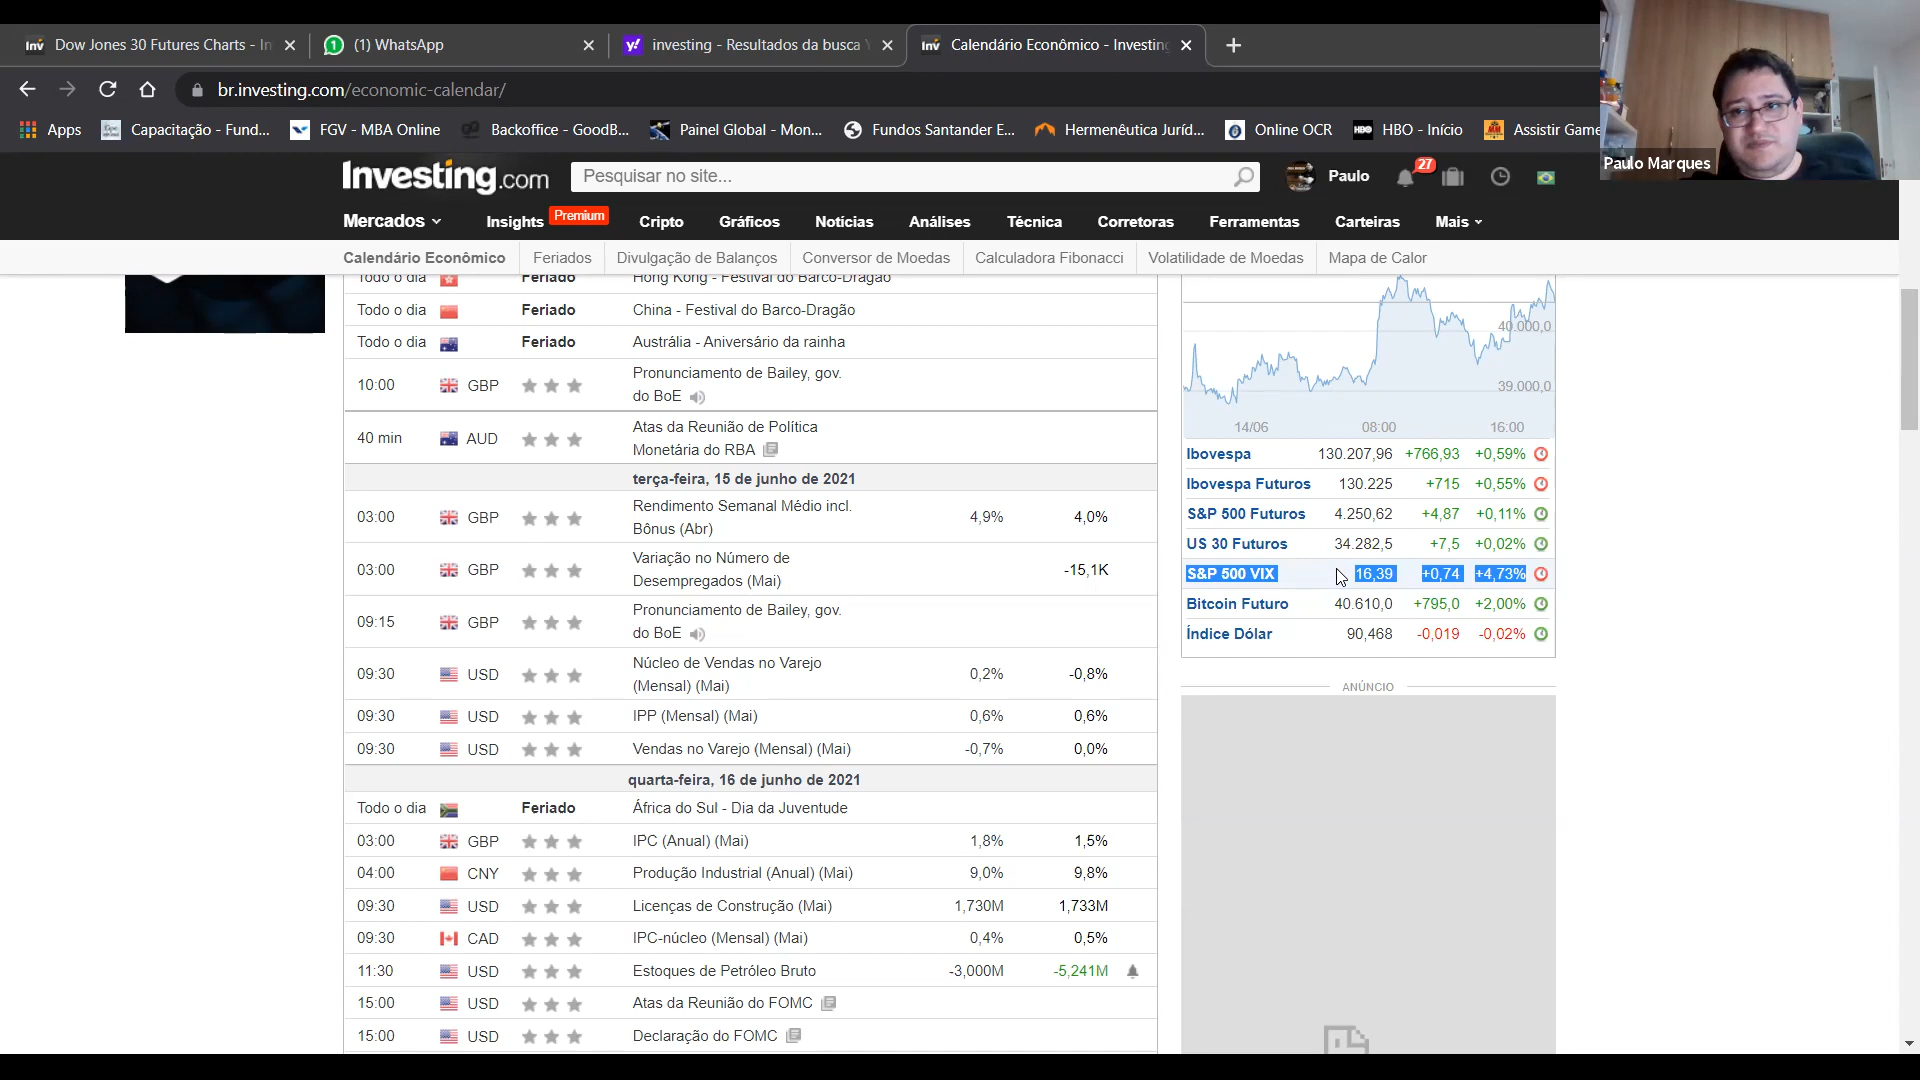 Dow Jones 30 Futures Charts - In
(1) WhatsApp
investing - Resultados da busca Y
Calendário Econômico - Investing
br.investing.com/economic-calendar/
Apps
Capacitação - Fund...
FGV - MBA Online
Backoffice - GoodB...
Painel Global - Mon...
Fundos Santander E...
Hermenêutica Juríd...
Online OCR
HBO - Início
Assistir Game
Paulo Marques
Investing.com
Pesquisar no site...
Paulo
27
Mercados
Insights Premium
Cripto
Gráficos
Notícias
Análises
Técnica
Corretoras
Ferramentas
Carteiras
Mais
Calendário Econômico
Feriados
Divulgação de Balanços
Conversor de Moedas
Calculadora Fibonacci
Volatilidade de Moedas
Mapa de Calor
Todo o dia Feriado Hong Kong - Festival do Barco-Dragão
Todo o dia Feriado China - Festival do Barco-Dragão
Todo o dia Feriado Austrália - Aniversário da rainha
10:00 GBP Pronunciamento de Bailey, gov.
do BoE
40 min AUD Atas da Reunião de Política
Monetária do RBA
terça-feira, 15 de junho de 2021
03:00 GBP Rendimento Semanal Médio incl.
Bônus (Abr) 4,9% 4,0%
03:00 GBP Variação no Número de
Desempregados (Mai) -15,1K
09:15 GBP Pronunciamento de Bailey, gov.
do BoE
09:30 USD Núcleo de Vendas no Varejo
(Mensal) (Mai) 0,2% -0,8%
09:30 USD IPP (Mensal) (Mai) 0,6% 0,6%
09:30 USD Vendas no Varejo (Mensal) (Mai) -0,7% 0,0%
quarta-feira, 16 de junho de 2021
Todo o dia Feriado África do Sul - Dia da Juventude
03:00 GBP IPC (Anual) (Mai) 1,8% 1,5%
04:00 CNY Produção Industrial (Anual) (Mai) 9,0% 9,8%
09:30 USD Licenças de Construção (Mai) 1,730M 1,733M
09:30 CAD IPC-núcleo (Mensal) (Mai) 0,4% 0,5%
11:30 USD Estoques de Petróleo Bruto -3,000M -5,241M
15:00 USD Atas da Reunião do FOMC
15:00 USD Declaração do FOMC
40.000,0
39.000,0
14/06 08:00 16:00
Ibovespa 130.207,96 +766,93 +0,59%
Ibovespa Futuros 130.225 +715 +0,55%
S&P 500 Futuros 4.250,62 +4,87 +0,11%
US 30 Futuros 34.282,5 +7,5 +0,02%
S&P 500 VIX 16,39 +0,74 +4,73%
Bitcoin Futuro 40.610,0 +795,0 +2,00%
Índice Dólar 90,468 -0,019 -0,02%
ANÚNCIO